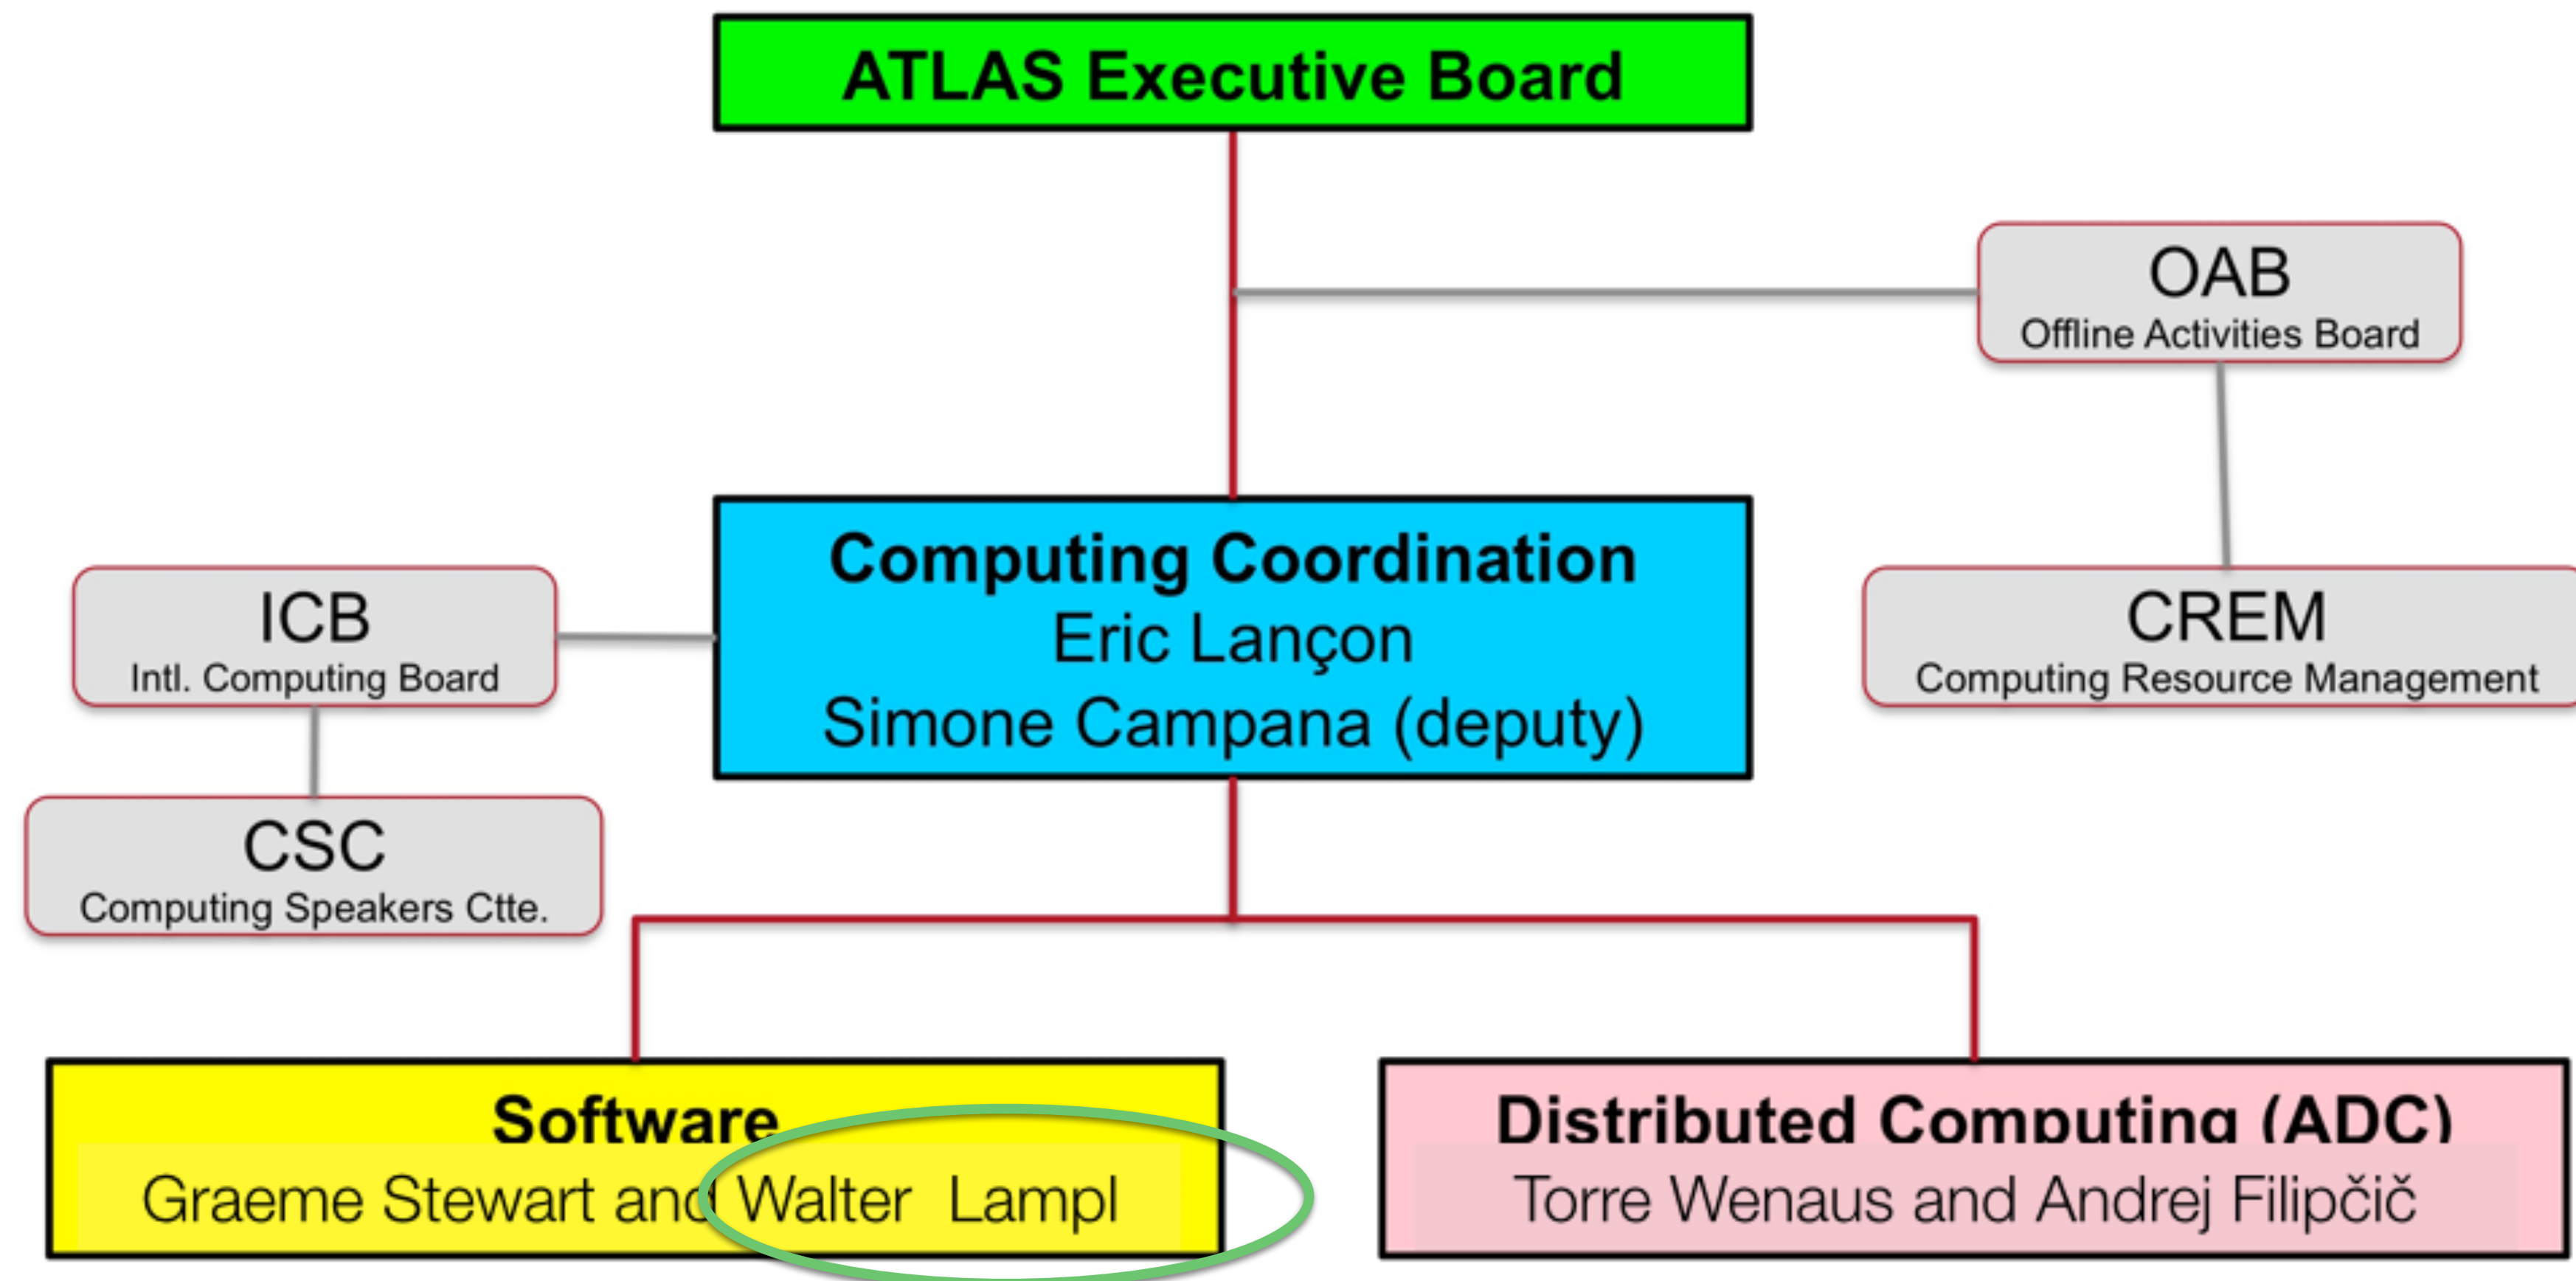 ATLAS Executive Board
OAB
Offline Activities Board
Computing Coordination
Eric Lançon
Simone Campana (deputy)
ICB
Intl. Computing Board
CREM
Computing Resource Management
CSC
Computing Speakers Ctte.
Software
Graeme Stewart and Walter Lampl
Distributed Computing (ADC)
Torre Wenaus and Andrej Filipčič